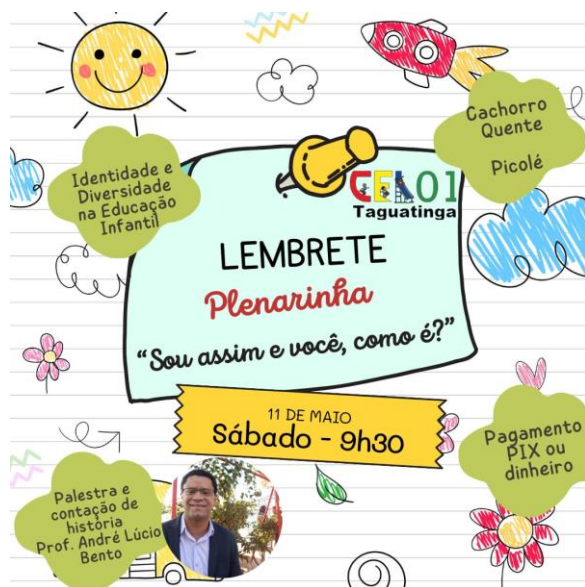 Cachorro
Quente
Picolé
Identidade e
Diversidade
na Educação
Infantil
CEI 01
Taguatinga
LEMBRETE
Plenarinha
“Sou assim e você, como é?”
11 DE MAIO
Sábado - 9h30
Pagamento
PIX ou
dinheiro
Palestra e
contação de
história
Prof. André Lúcio
Bento